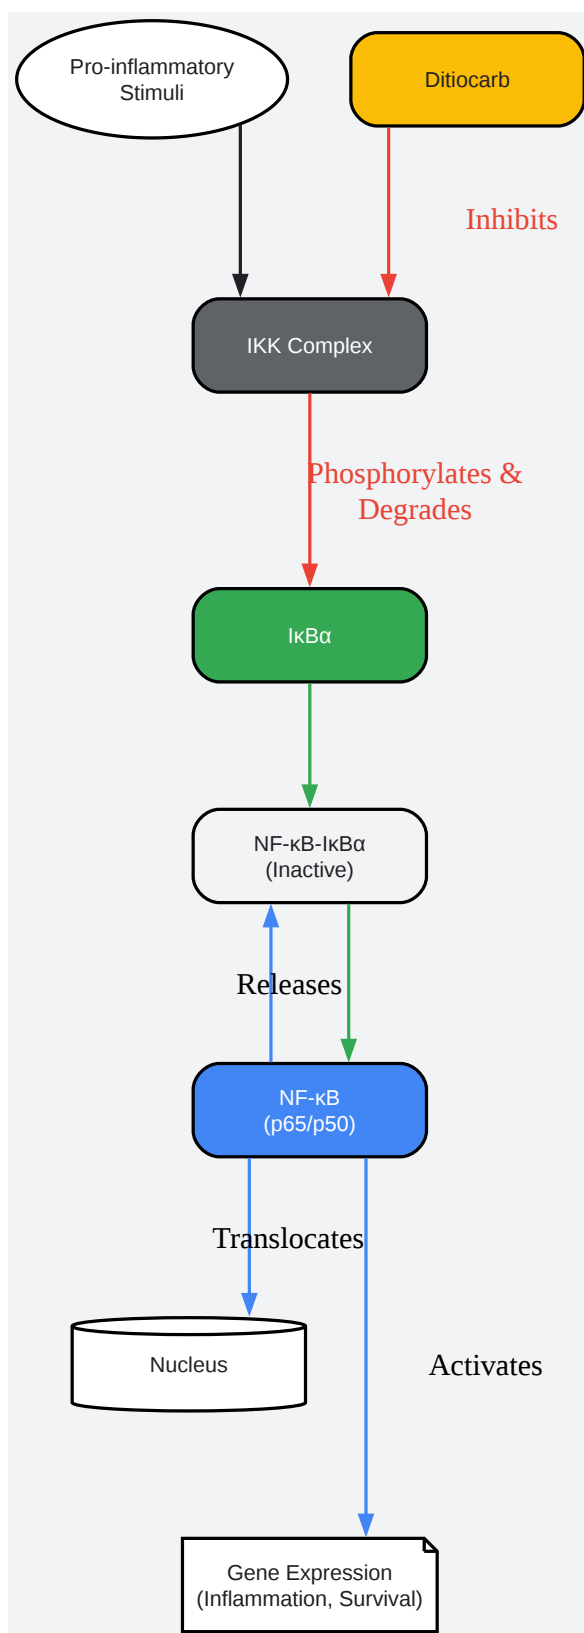 Pro-inflammatory
Stimuli
Ditiocarb
Inhibits
IKK Complex
Phosphorylates &
Degrades
IκBα
NF-κB-IκBα
(Inactive)
Releases
NF-κB
(p65/p50)
Translocates
Nucleus
Activates
Gene Expression
(Inflammation, Survival)